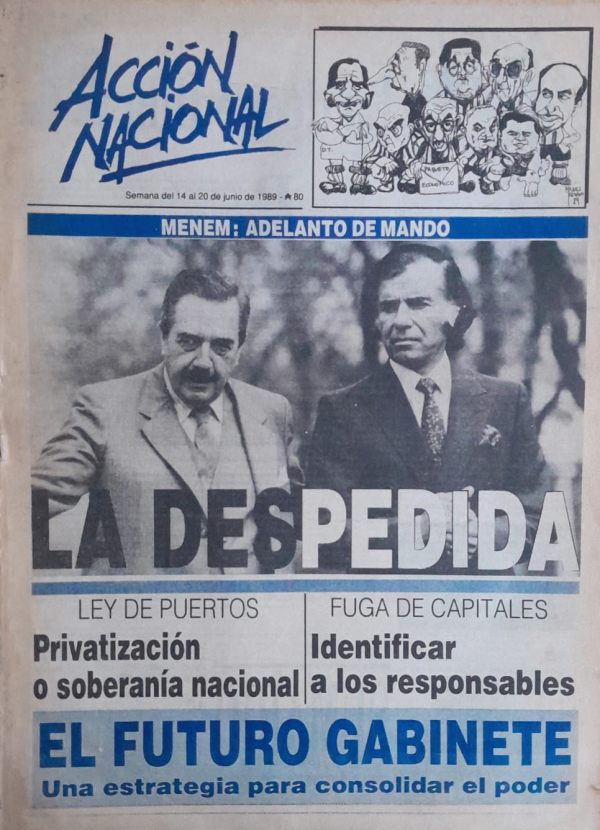 ACCIÓN
NACIONAL
Semana del 14 al 20 de junio de 1989 - ₳ 80
D.T.
PAQUETE
ECONOMICO
MENEM: ADELANTO DE MANDO
LA DESPEDIDA
LEY DE PUERTOS
Privatización
o soberanía nacional
FUGA DE CAPITALES
Identificar
a los responsables
EL FUTURO GABINETE
Una estrategia para consolidar el poder